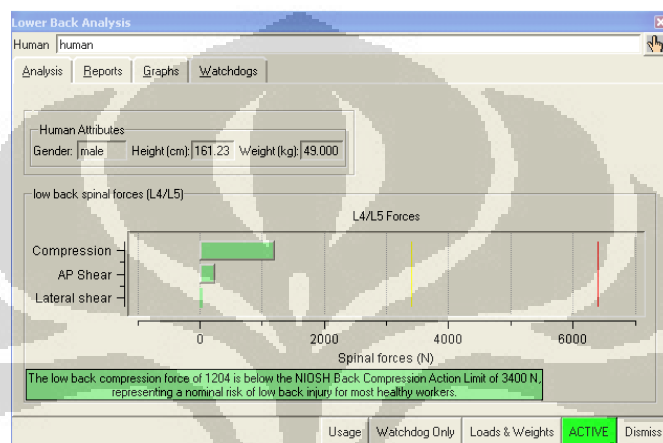 Lower Back Analysis
Human human
Analysis Reports Graphs Watchdogs
Human Attributes
Gender: male Height (cm): 161.23 Weight (kg): 49.000
low back spinal forces (L4/L5)
L4/L5 Forces
Compression
AP Shear
Lateral shear
0 2000 4000 6000
Spinal forces (N)
The low back compression force of 1204 is below the NIOSH Back Compression Action Limit of 3400 N,
representing a nominal risk of low back injury for most healthy workers.
Usage Watchdog Only Loads & Weights ACTIVE Dismiss